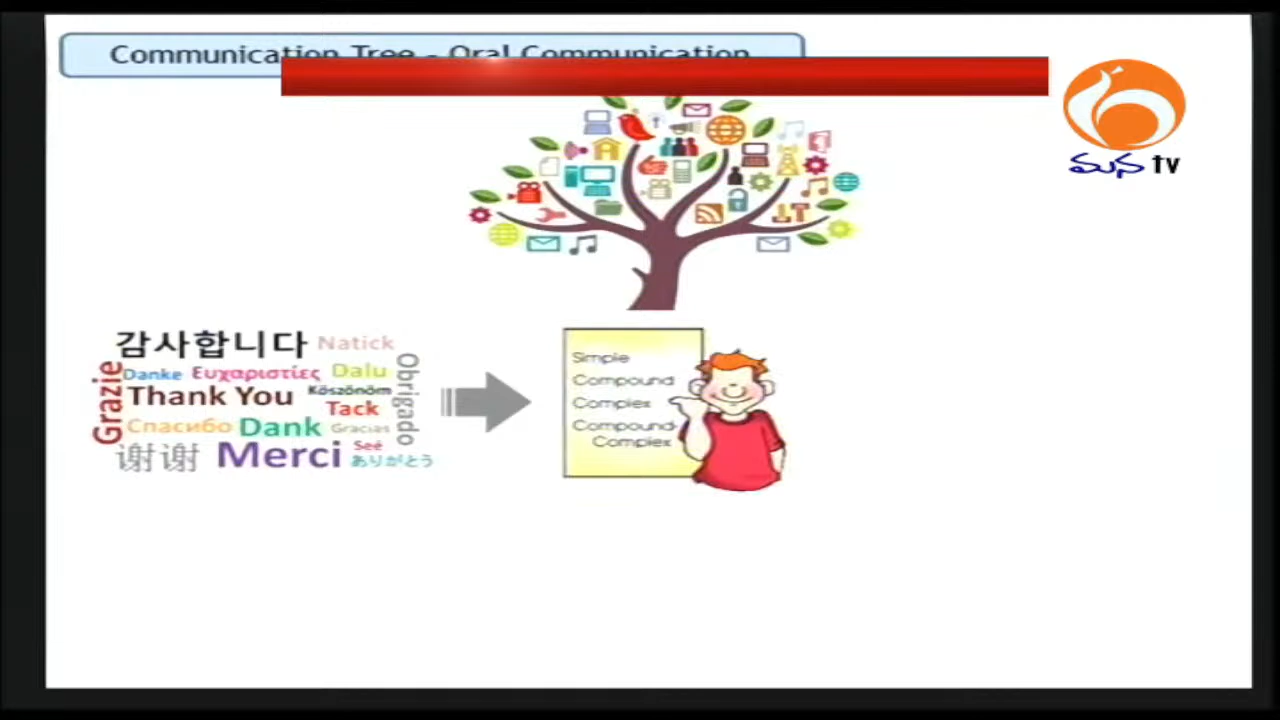 Communication Tree - Oral Communication
మన tv
감사합니다 Natick
Grazie
Danke Ευχαριστίες Dalu
Obrigado
Thank You Köszönöm
Tack
Спасибо Dank Gracias
谢谢 Merci Seé
ありがとう
Simple
Compound
Complex
Compound-
Complex